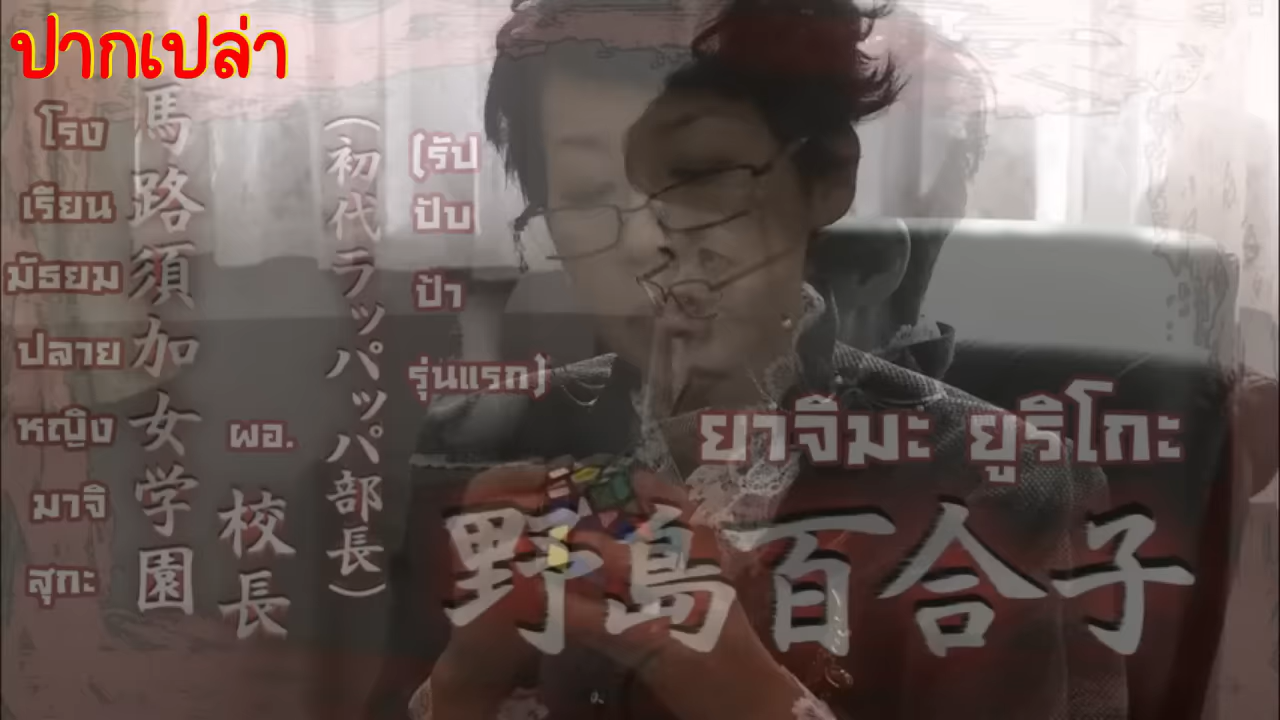 ปากเปล่า
โรง
เรียน
มัธยม
ปลาย
หญิง
มาจิ
สุกะ
馬路須加女学園
ผอ.
校長
(初代ラッパッパ部長)
(รัป
ปับ
ป้า
รุ่นแรก)
ยาจีมะ ยูริโกะ
野島百合子